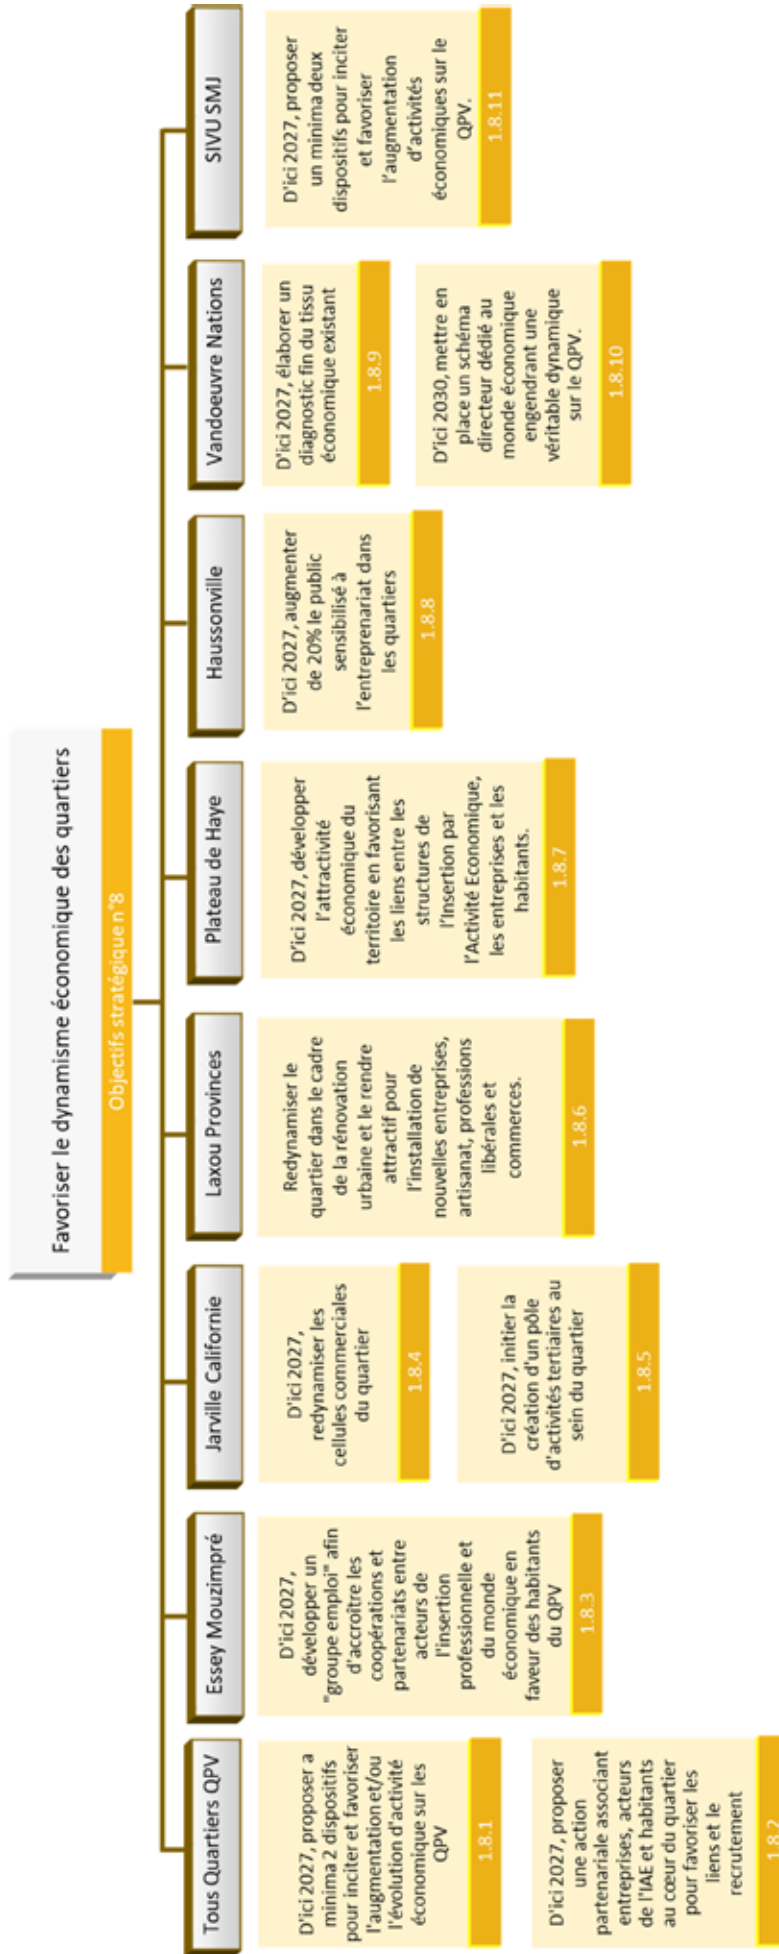 Favoriser le dynamisme économique des quartiers
Objectifs stratégique n°8
Tous Quartiers QPV
D'ici 2027, proposer a
minima 2 dispositifs
pour inciter et favoriser
l'augmentation et/ou
l'évolution d'activité
économique sur les
QPV
1.8.1
D'ici 2027, proposer
une action
partenariale associant
entreprises, acteurs
de l'IAE et habitants
au cœur du quartier
pour favoriser les
liens et le
recrutement
1.8.2
Essey Mouzimpré
D'ici 2027,
développer un
"groupe emploi" afin
d'accroître les
coopérations et
partenariats entre
acteurs de
l'insertion
professionnelle et
du monde
économique en
faveur des habitants
du QPV
1.8.3
Jarville Californie
D'ici 2027,
redynamiser les
cellules commerciales
du quartier
1.8.4
D'ici 2027, initier la
création d'un pôle
d'activités tertiaires au
sein du quartier
1.8.5
Laxou Provinces
Redynamiser le
quartier dans le cadre
de la rénovation
urbaine et le rendre
attractif pour
l'installation de
nouvelles entreprises,
artisanat, professions
libérales et
commerces.
1.8.6
Plateau de Haye
D'ici 2027, développer
l'attractivité
économique du
territoire en favorisant
les liens entre les
structures de
l'Insertion par
l'Activité Economique,
les entreprises et les
habitants.
1.8.7
Haussonville
D'ici 2027, augmenter
de 20% le public
sensibilisé à
l'entreprenariat dans
les quartiers
1.8.8
Vandoeuvre Nations
D'ici 2027, élaborer un
diagnostic fin du tissu
économique existant
1.8.9
D'ici 2030, mettre en
place un schéma
directeur dédié au
monde économique
engendrant une
véritable dynamique
sur le QPV.
1.8.10
SIVU SMJ
D'ici 2027, proposer
un minima deux
dispositifs pour inciter
et favoriser
l'augmentation
d'activités
économiques sur le
QPV.
1.8.11